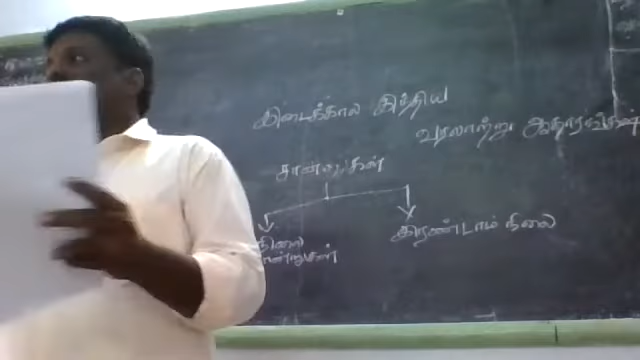 இடைக்கால இந்திய
வரலாற்று ஆதாரங்கள்
சான்றுகள்
இரண்டாம் நிலை